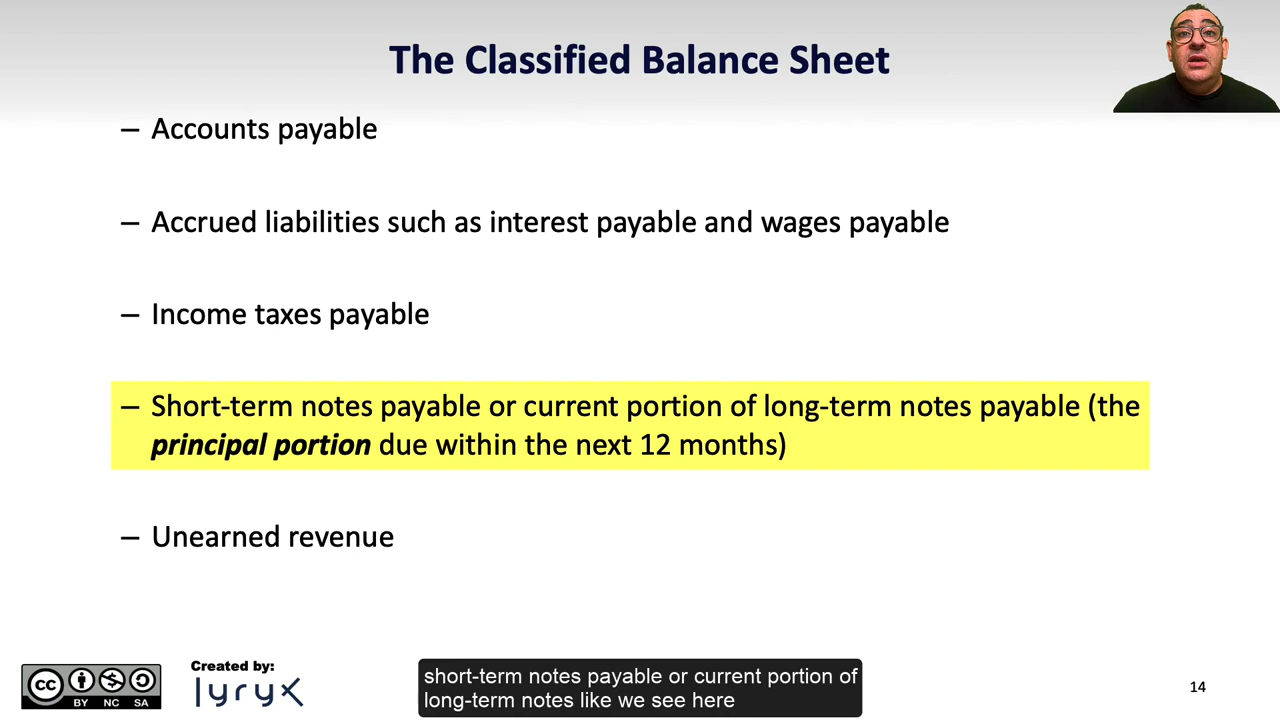 The Classified Balance Sheet
– Accounts payable
– Accrued liabilities such as interest payable and wages payable
– Income taxes payable
– Short-term notes payable or current portion of long-term notes payable (the
principal portion due within the next 12 months)
– Unearned revenue
cc
BY NC SA
Created by:
lyryx
short-term notes payable or current portion of
long-term notes like we see here
14